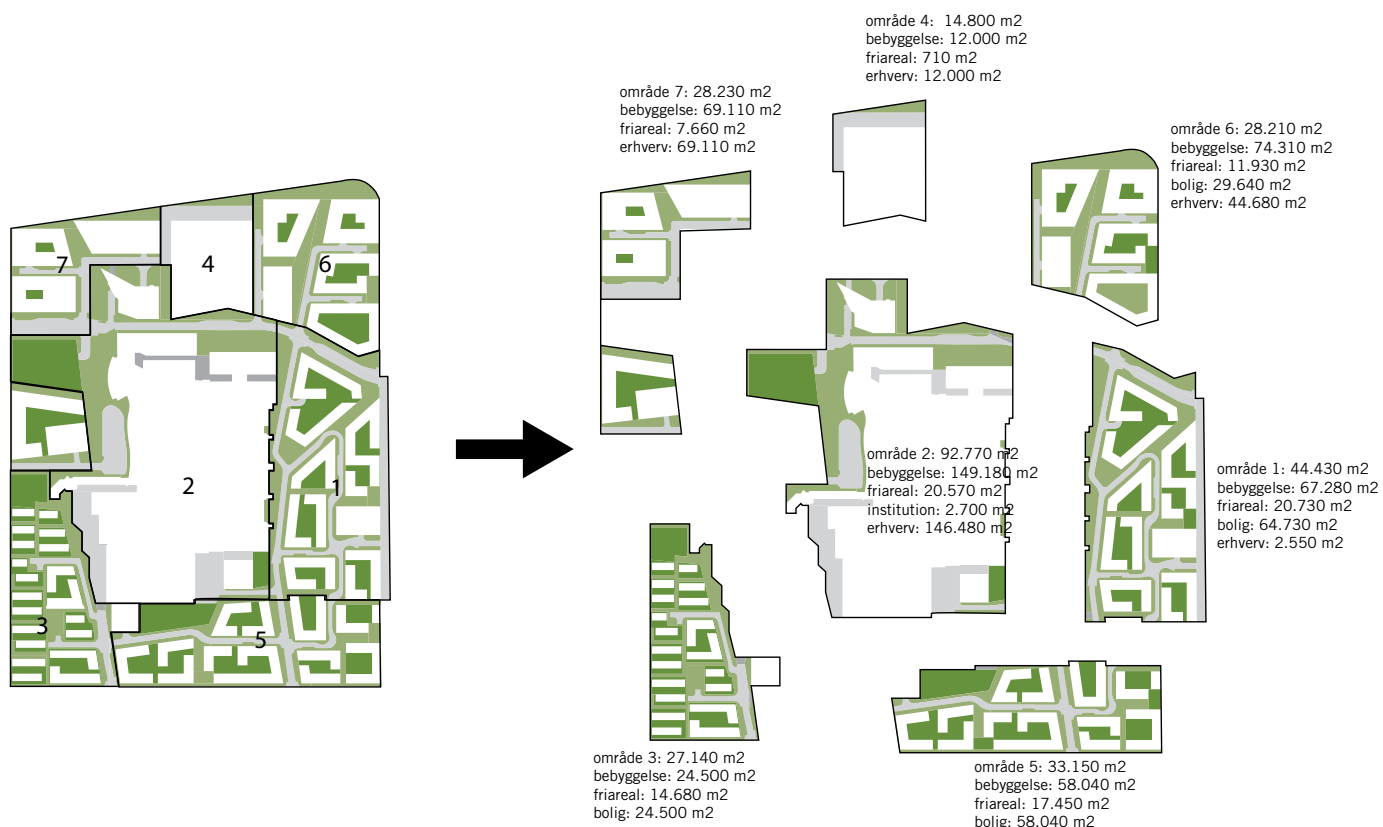 område 4:  14.800 m2
bebyggelse: 12.000 m2
friareal: 710 m2
erhverv: 12.000 m2
område 7: 28.230 m2
bebyggelse: 69.110 m2
friareal: 7.660 m2
erhverv: 69.110 m2
område 6: 28.210 m2
bebyggelse: 74.310 m2
friareal: 11.930 m2
bolig: 29.640 m2
erhverv: 44.680 m2
7
4
6
2
1
3
5
område 2: 92.770 m2
bebyggelse: 149.180 m2
friareal: 20.570 m2
institution: 2.700 m2
erhverv: 146.480 m2
område 1: 44.430 m2
bebyggelse: 67.280 m2
friareal: 20.730 m2
bolig: 64.730 m2
erhverv: 2.550 m2
område 3: 27.140 m2
bebyggelse: 24.500 m2
friareal: 14.680 m2
bolig: 24.500 m2
område 5: 33.150 m2
bebyggelse: 58.040 m2
friareal: 17.450 m2
bolig: 58.040 m2